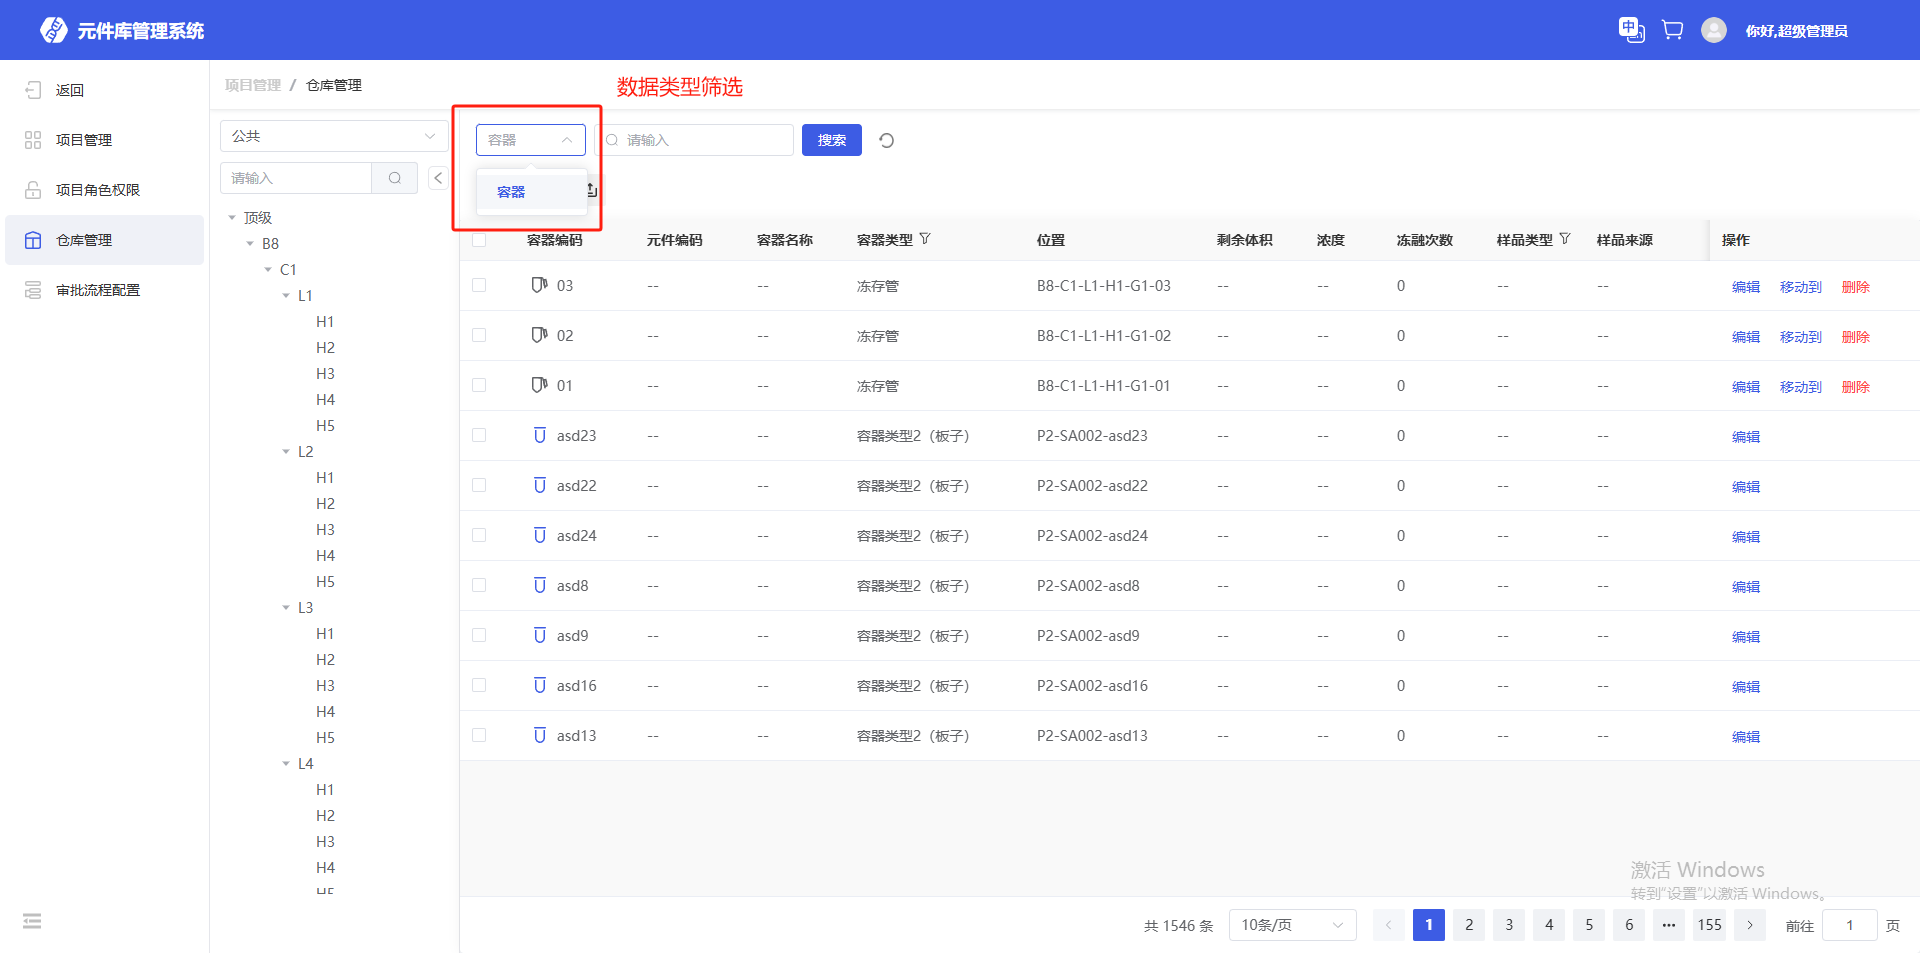 元件库管理系统
中
你好,超级管理员
返回
项目管理
项目角色权限
仓库管理
审批流程配置
项目管理 / 仓库管理
数据类型筛选
公共
请输入
顶级
B8
C1
L1
H1
H2
H3
H4
H5
L2
H1
H2
H3
H4
H5
L3
H1
H2
H3
H4
H5
L4
H1
H2
H3
H4
H5
容器
请输入
搜索
容器
容器编码 元件编码 容器名称 容器类型 位置 剩余体积 浓度 冻融次数 样品类型 样品来源 操作
03 -- -- 冻存管 B8-C1-L1-H1-G1-03 -- -- 0 -- -- 编辑 移动到 删除
02 -- -- 冻存管 B8-C1-L1-H1-G1-02 -- -- 0 -- -- 编辑 移动到 删除
01 -- -- 冻存管 B8-C1-L1-H1-G1-01 -- -- 0 -- -- 编辑 移动到 删除
asd23 -- -- 容器类型2（板子） P2-SA002-asd23 -- -- 0 -- -- 编辑
asd22 -- -- 容器类型2（板子） P2-SA002-asd22 -- -- 0 -- -- 编辑
asd24 -- -- 容器类型2（板子） P2-SA002-asd24 -- -- 0 -- -- 编辑
asd8 -- -- 容器类型2（板子） P2-SA002-asd8 -- -- 0 -- -- 编辑
asd9 -- -- 容器类型2（板子） P2-SA002-asd9 -- -- 0 -- -- 编辑
asd16 -- -- 容器类型2（板子） P2-SA002-asd16 -- -- 0 -- -- 编辑
asd13 -- -- 容器类型2（板子） P2-SA002-asd13 -- -- 0 -- -- 编辑
激活 Windows
转到"设置"以激活 Windows。
共 1546 条 10条/页 1 2 3 4 5 6 ••• 155 前往 1 页